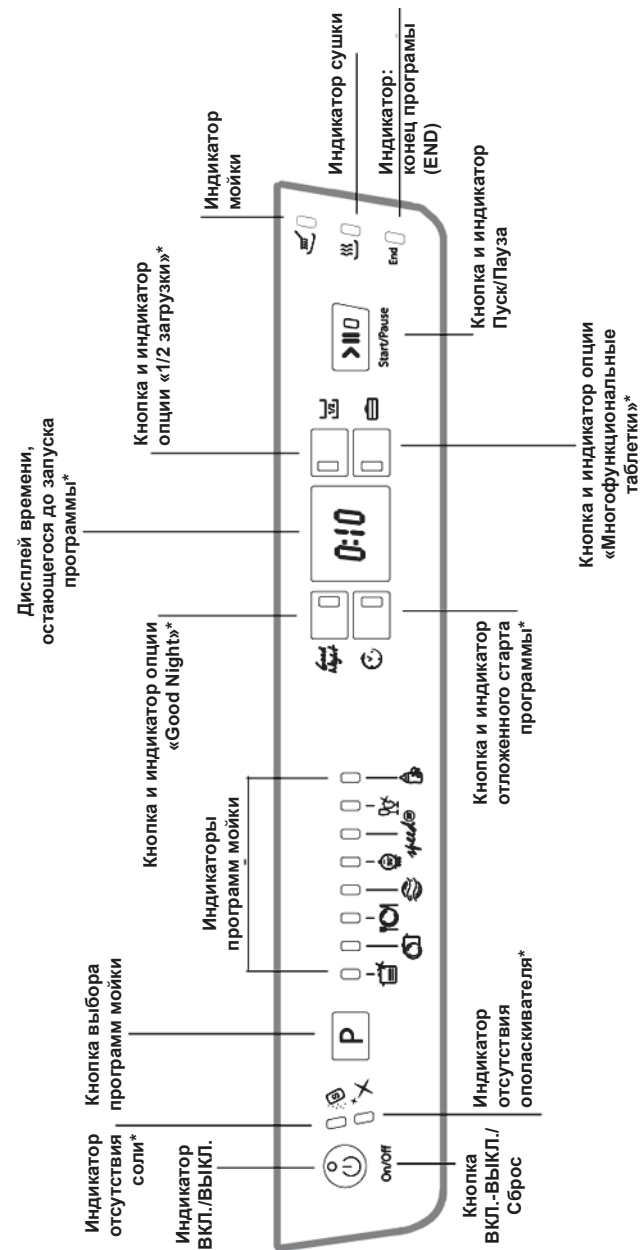 Индикатор
отсутствия
соли*
Индикатор
ВКЛ./ВЫКЛ.
Кнопка выбора
программ мойки
Индикаторы
программ мойки
Кнопка и индикатор опции
«Good Night»*
Дисплей времени,
остающегося до запуска
программы*
Кнопка и индикатор
опции «1/2 загрузки»*
Индикатор
мойки
Индикатор сушки
Индикатор:
конец програмы
(END)
On/Off
S
P
speed
good
Night
0:10
1/2
Start/Pause
End
Кнопка
ВКЛ.-ВЫКЛ./
Сброс
Индикатор
отсутствия
ополаскивателя*
Кнопка и индикатор
отложенного старта
программы*
Кнопка и индикатор опции
«Многофункциональные
таблетки»*
Кнопка и индикатор
Пуск/Пауза